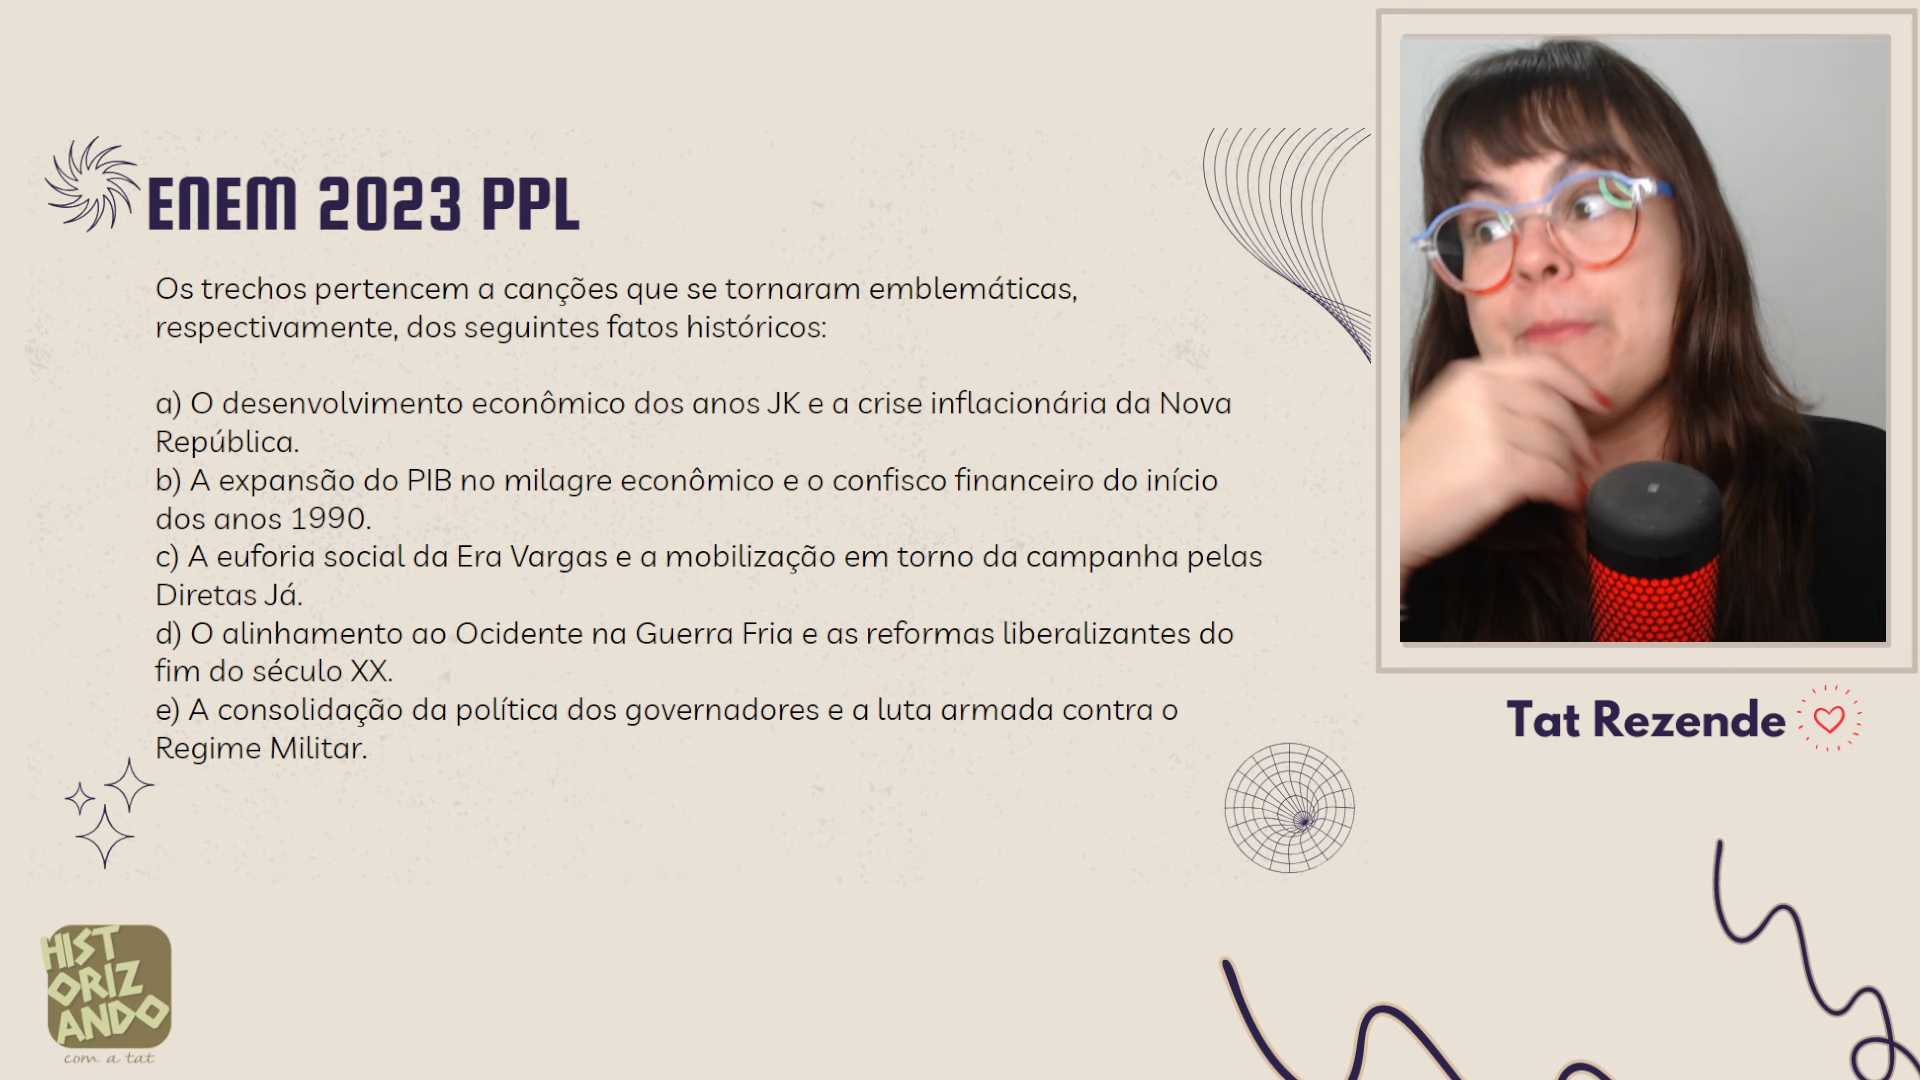 ENEM 2023 PPL
Os trechos pertencem a canções que se tornaram emblemáticas,
respectivamente, dos seguintes fatos históricos:
a) O desenvolvimento econômico dos anos JK e a crise inflacionária da Nova
República.
b) A expansão do PIB no milagre econômico e o confisco financeiro do início
dos anos 1990.
c) A euforia social da Era Vargas e a mobilização em torno da campanha pelas
Diretas Já.
d) O alinhamento ao Ocidente na Guerra Fria e as reformas liberalizantes do
fim do século XX.
e) A consolidação da política dos governadores e a luta armada contra o
Regime Militar.
Tat Rezende
HIST
ORIZ
ANDO
com a tat